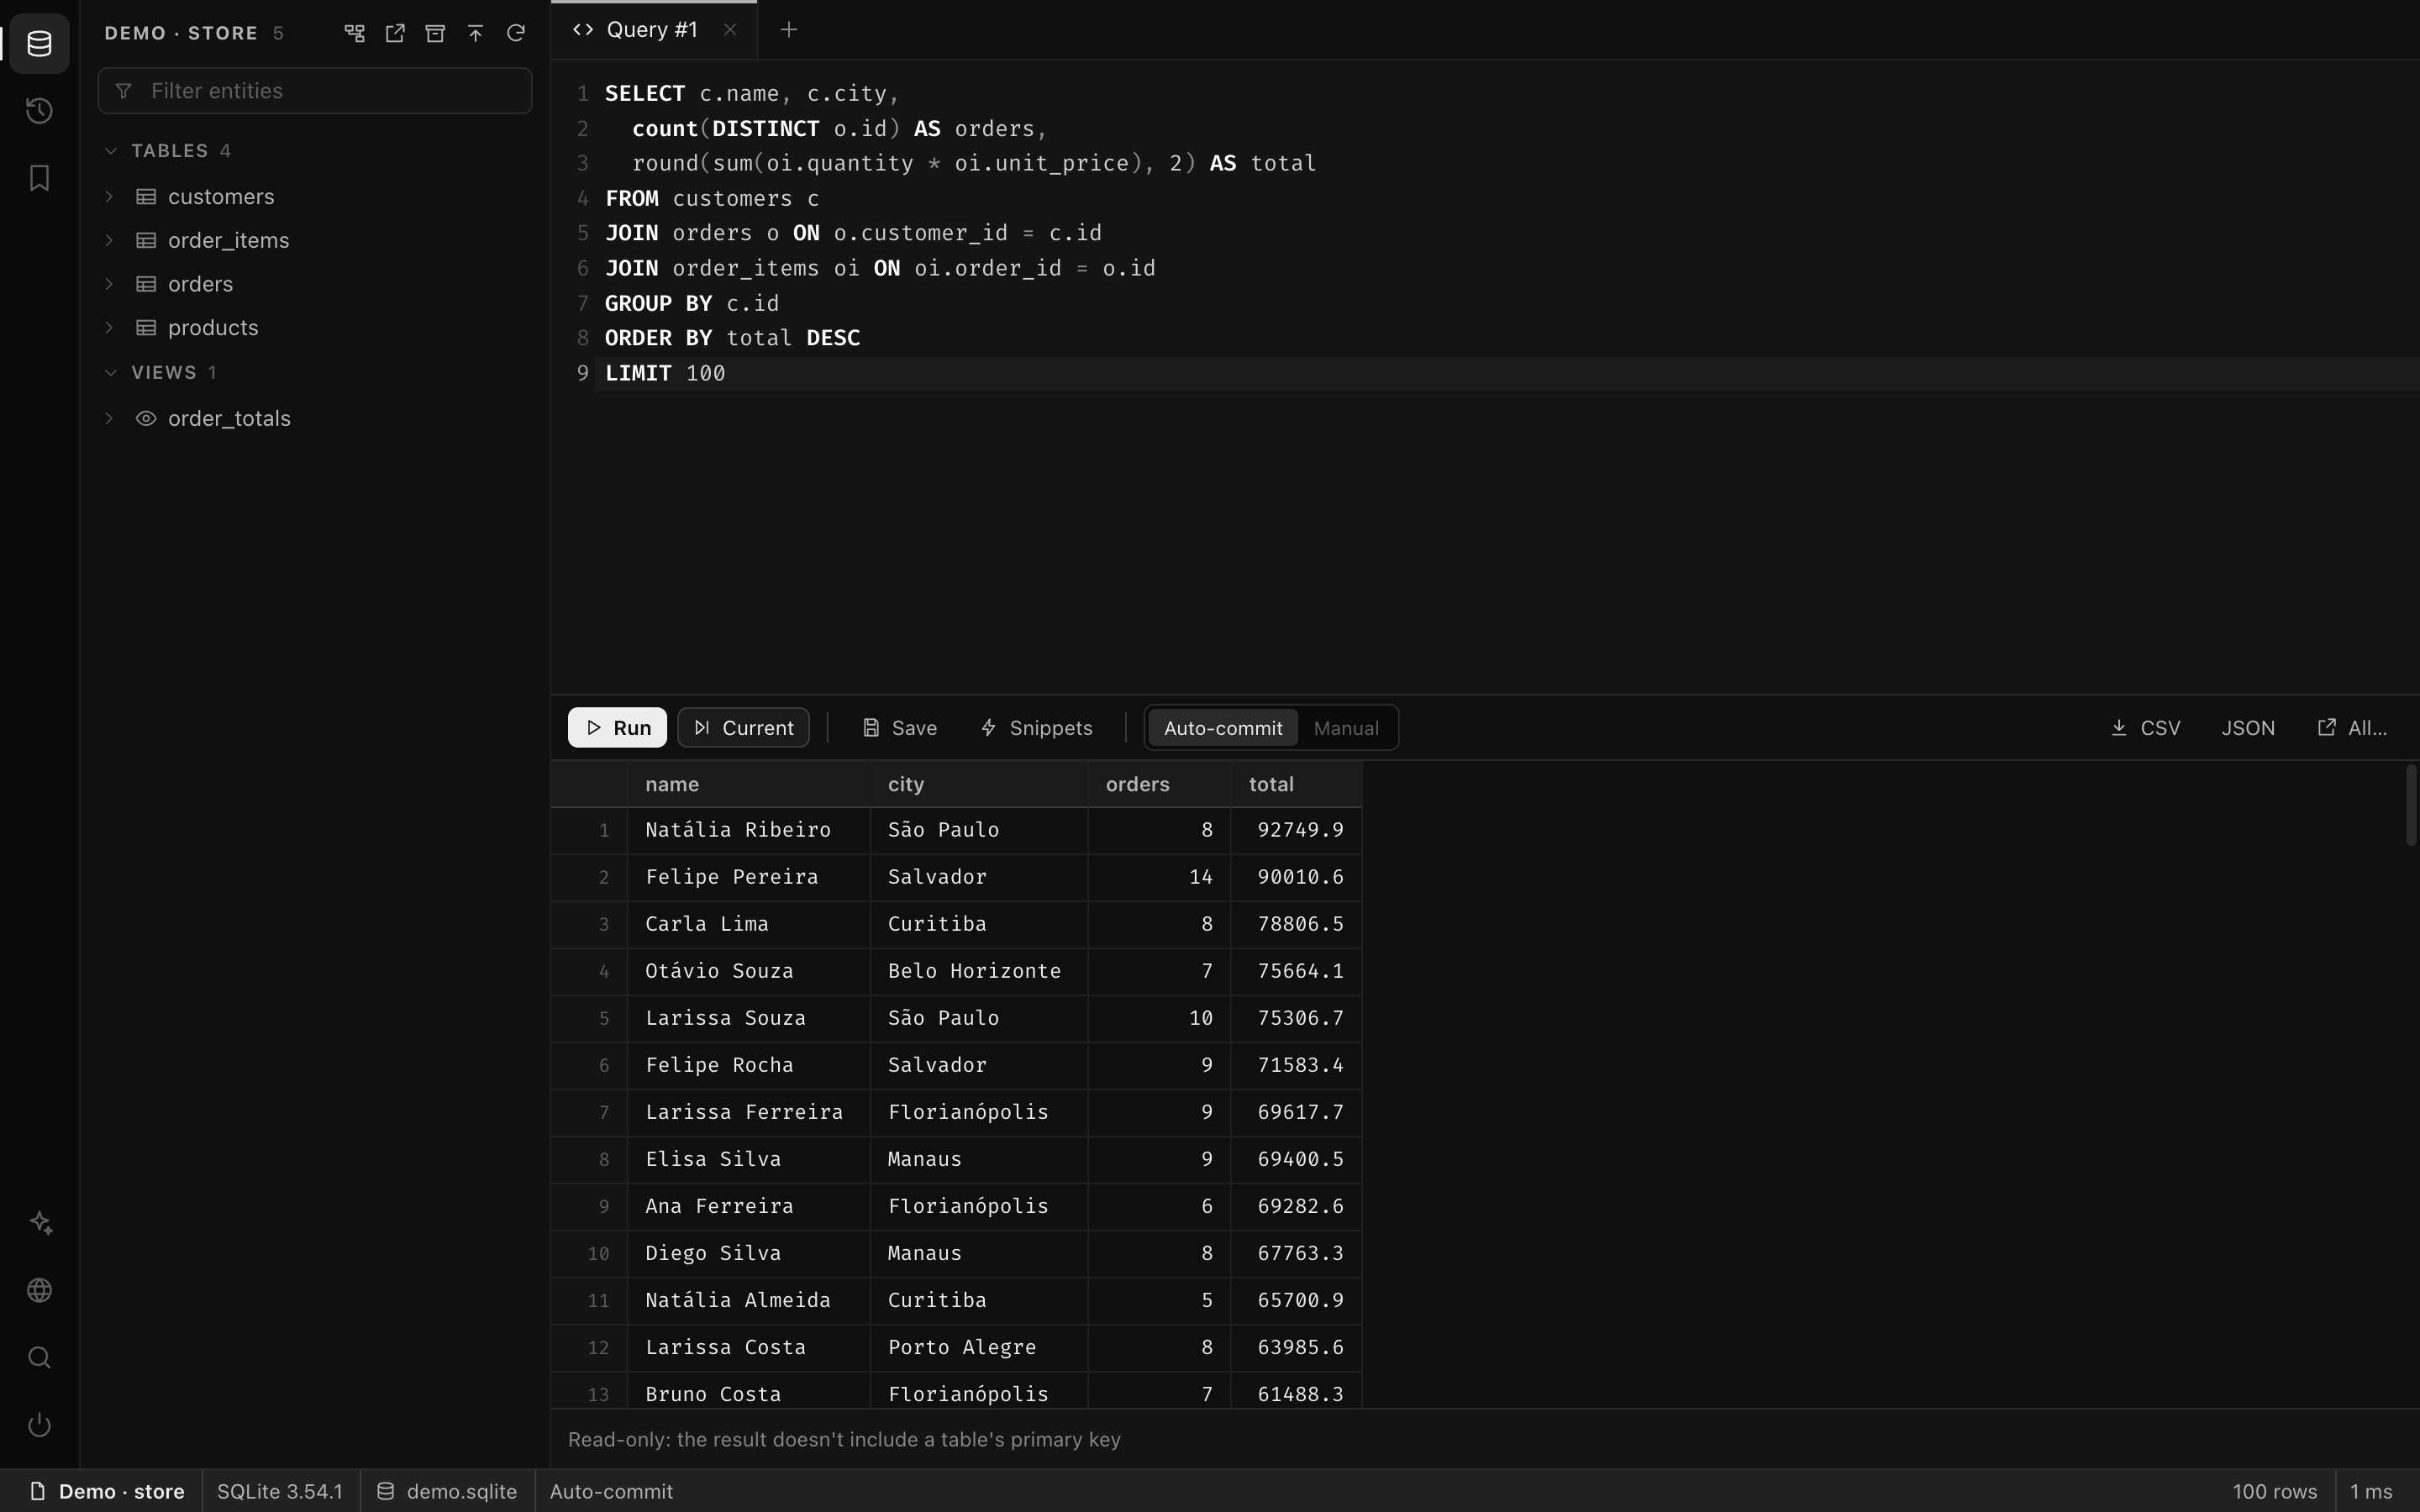 DEMO · STORE 5
Filter entities
TABLES 4
customers
order_items
orders
products
VIEWS 1
order_totals
Query #1
1 SELECT c.name, c.city,
2 count(DISTINCT o.id) AS orders,
3 round(sum(oi.quantity * oi.unit_price), 2) AS total
4 FROM customers c
5 JOIN orders o ON o.customer_id = c.id
6 JOIN order_items oi ON oi.order_id = o.id
7 GROUP BY c.id
8 ORDER BY total DESC
9 LIMIT 100
Run Current Save Snippets Auto-commit Manual CSV JSON All...
name city orders total
1 Natália Ribeiro São Paulo 8 92749.9
2 Felipe Pereira Salvador 14 90010.6
3 Carla Lima Curitiba 8 78806.5
4 Otávio Souza Belo Horizonte 7 75664.1
5 Larissa Souza São Paulo 10 75306.7
6 Felipe Rocha Salvador 9 71583.4
7 Larissa Ferreira Florianópolis 9 69617.7
8 Elisa Silva Manaus 9 69400.5
9 Ana Ferreira Florianópolis 6 69282.6
10 Diego Silva Manaus 8 67763.3
11 Natália Almeida Curitiba 5 65700.9
12 Larissa Costa Porto Alegre 8 63985.6
13 Bruno Costa Florianópolis 7 61488.3
Read-only: the result doesn't include a table's primary key
Demo · store SQLite 3.54.1 demo.sqlite Auto-commit 100 rows 1 ms